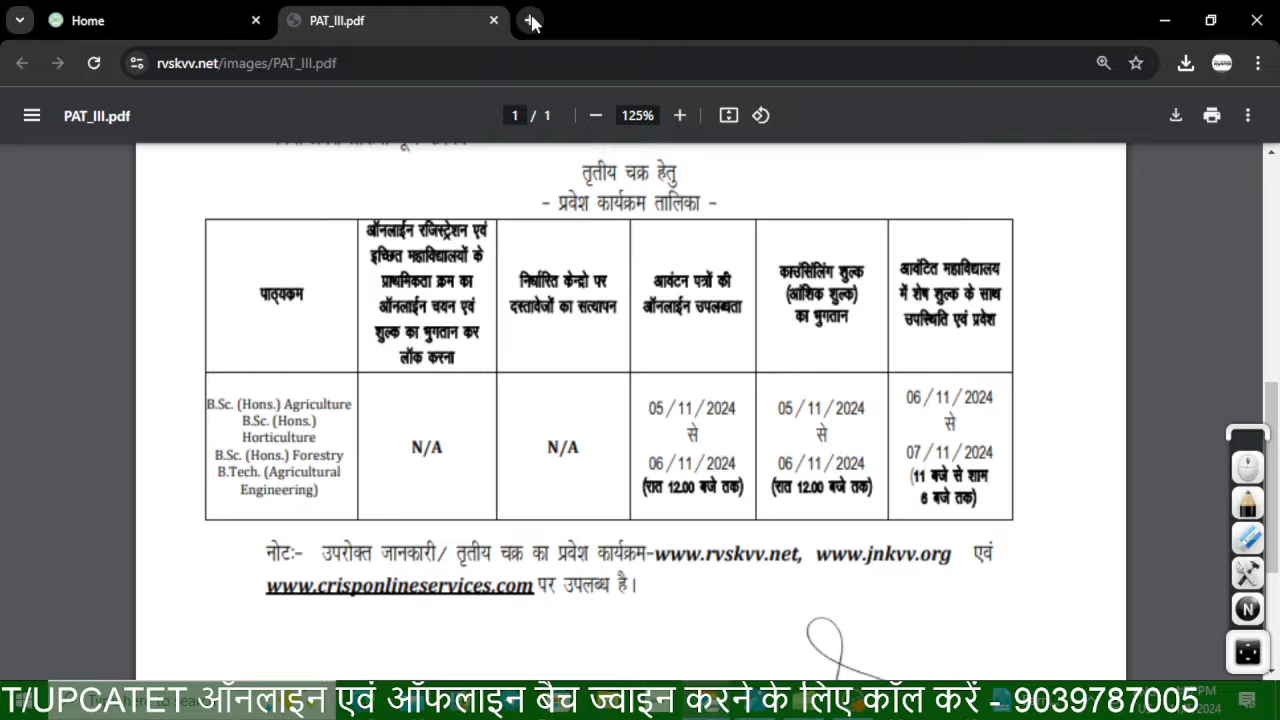 Home
PAT_III.pdf
rvskvv.net/images/PAT_III.pdf
PAT_III.pdf
1 / 1
125%
तृतीय चक्र हेतु
- प्रवेश कार्यक्रम तालिका -
पाठ्यक्रम
ऑनलाईन रजिस्ट्रेशन एवं
इच्छित महाविद्यालयों के
प्राथमिकता क्रम का
ऑनलाईन चयन एवं
शुल्क का भुगतान कर
लॉक करना
निर्धारित केन्द्रो पर
दस्तावेजों का सत्यापन
आवंटन पत्रों की
ऑनलाईन उपलब्धता
काउंसिलिंग शुल्क
(आंशिक शुल्क)
का भुगतान
आवंटित महाविद्यालय
में शेष शुल्क के साथ
उपस्थिति एवं प्रवेश
B.Sc. (Hons.) Agriculture
B.Sc. (Hons.)
Horticulture
B.Sc. (Hons.) Forestry
B.Tech. (Agricultural
Engineering)
N/A
N/A
05/11/2024
से
06/11/2024
(रात 12.00 बजे तक)
05/11/2024
से
06/11/2024
(रात 12.00 बजे तक)
06/11/2024
से
07/11/2024
(11 बजे से शाम
6 बजे तक)
नोटः- उपरोक्त जानकारी/ तृतीय चक्र का प्रवेश कार्यक्रम-www.rvskvv.net, www.jnkvv.org एवं
www.crisponlineservices.com पर उपलब्ध है।
N
T/UPCATET ऑनलाइन एवं ऑफलाइन बैच ज्वाइन करने के लिए कॉल करें - 9039787005